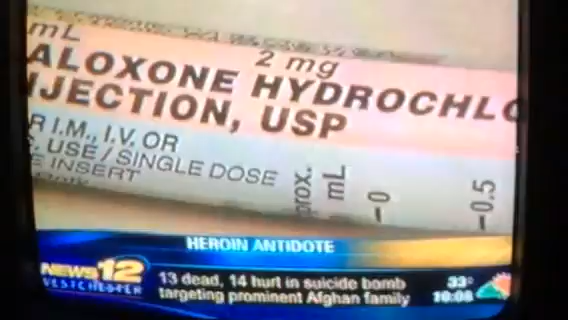 mL
2 mg
ALOXONE HYDROCHLO
NJECTION, USP
R I.M., I.V. OR
USE / SINGLE DOSE
E INSERT
prox.
mL
-0
-0.5
HEROIN ANTIDOTE
NEWS 12
WESTCHESTER
13 dead, 14 hurt in suicide bomb
targeting prominent Afghan family
33°
10:08